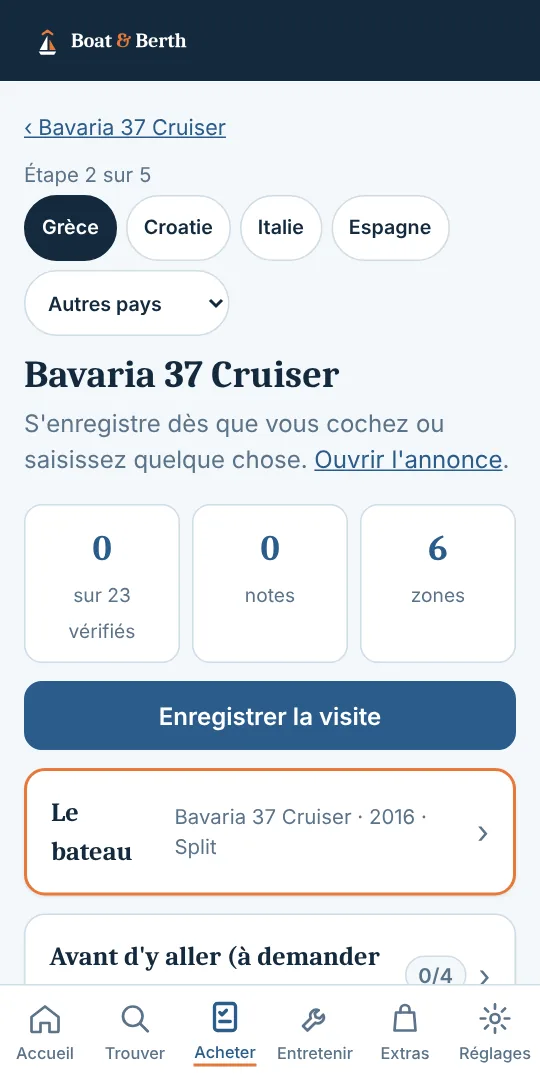 Boat & Berth
‹ Bavaria 37 Cruiser
Étape 2 sur 5
Grèce
Croatie
Italie
Espagne
Autres pays
Bavaria 37 Cruiser
S'enregistre dès que vous cochez ou
saisissez quelque chose. Ouvrir l'annonce.
0
sur 23
vérifiés
0
notes
6
zones
Enregistrer la visite
Le
bateau
Bavaria 37 Cruiser · 2016 ·
Split
›
Avant d'y aller (à demander
0/4
›
Accueil
Trouver
Acheter
Entretenir
Extras
Réglages